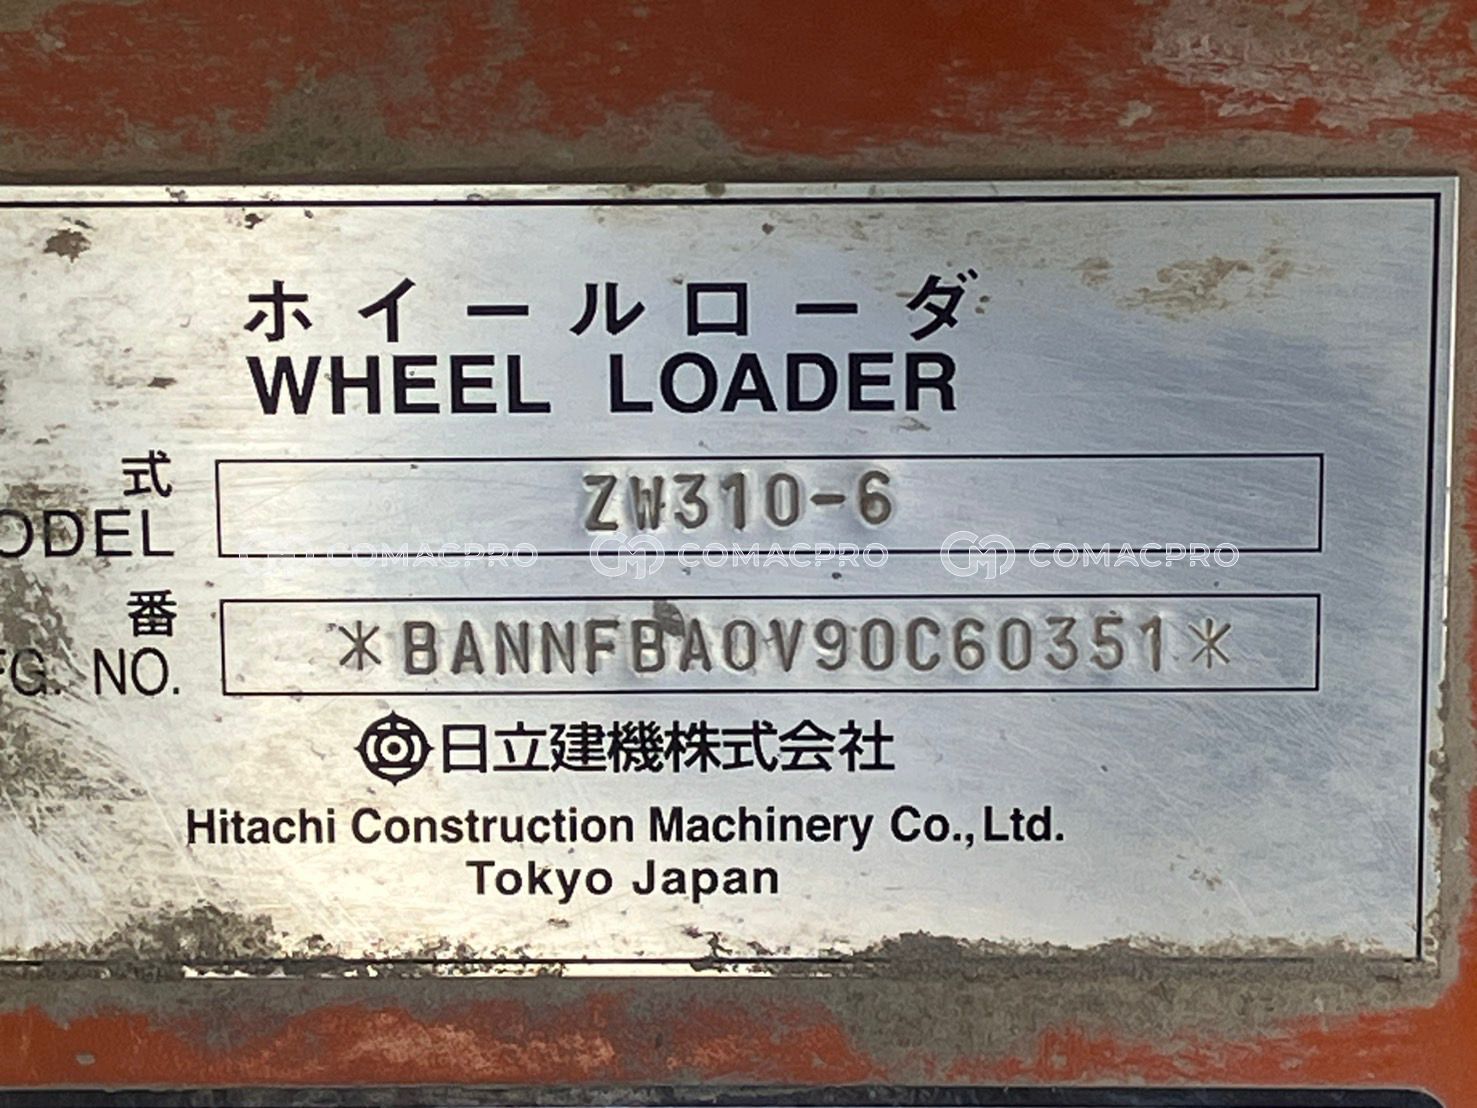 ホイールローダ
WHEEL LOADER
式
ODEL
ZW310-6
番
FG. NO.
*BANNFBA0V90C60351*
日立建機株式会社
Hitachi Construction Machinery Co., Ltd.
Tokyo Japan
COMACPRO COMACPRO COMACPRO